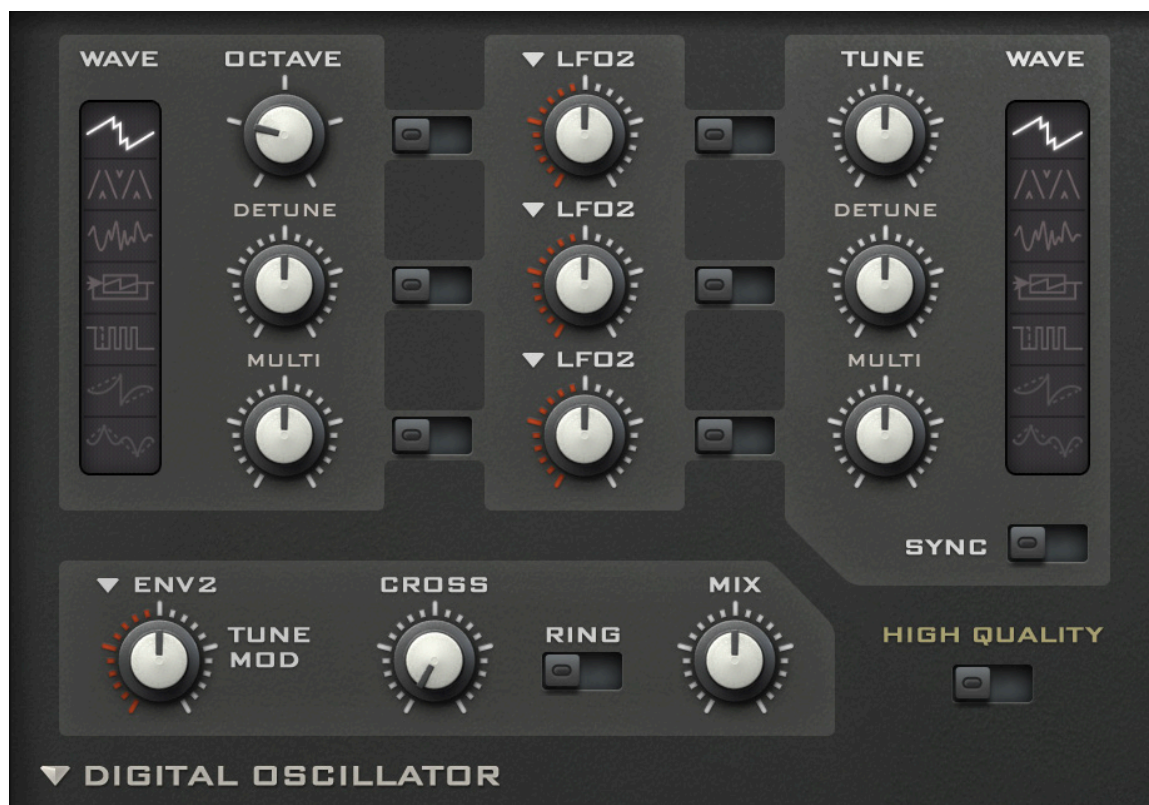 WAVE
OCTAVE
▼ LFO2
TUNE
WAVE
DETUNE
▼ LFO2
DETUNE
MULTI
▼ LFO2
MULTI
SYNC
▼ ENV2
CROSS
MIX
TUNE
MOD
RING
HIGH QUALITY
▼ DIGITAL OSCILLATOR